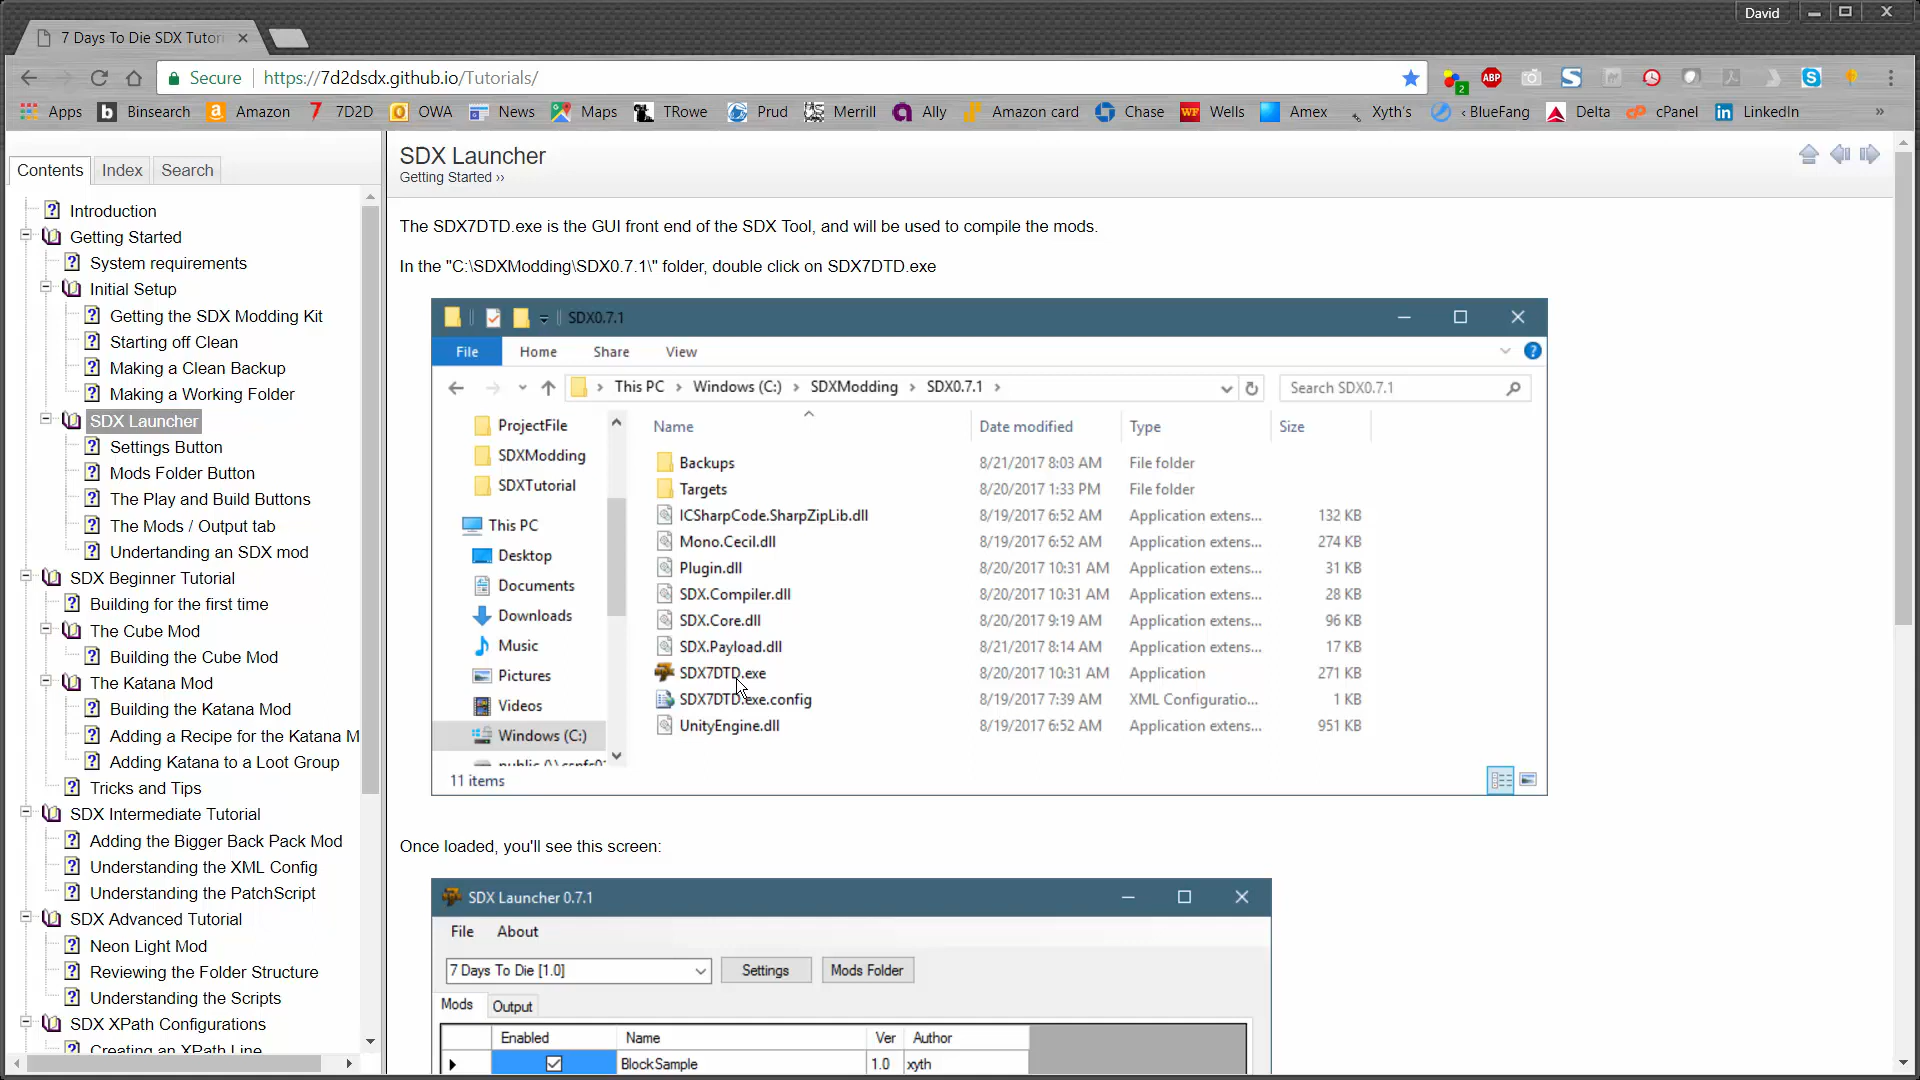 David
7 Days To Die SDX Tutori
Secure https://7d2dsdx.github.io/Tutorials/
ABP
2
Apps Binsearch Amazon 7D2D OWA News Maps TRowe Prud Merrill Ally Amazon card Chase Wells Amex Xyth's ‹ BlueFang Delta cPanel LinkedIn »
Contents Index Search
Introduction
Getting Started
System requirements
Initial Setup
Getting the SDX Modding Kit
Starting off Clean
Making a Clean Backup
Making a Working Folder
SDX Launcher
Settings Button
Mods Folder Button
The Play and Build Buttons
The Mods / Output tab
Undertanding an SDX mod
SDX Beginner Tutorial
Building for the first time
The Cube Mod
Building the Cube Mod
The Katana Mod
Building the Katana Mod
Adding a Recipe for the Katana M
Adding Katana to a Loot Group
Tricks and Tips
SDX Intermediate Tutorial
Adding the Bigger Back Pack Mod
Understanding the XML Config
Understanding the PatchScript
SDX Advanced Tutorial
Neon Light Mod
Reviewing the Folder Structure
Understanding the Scripts
SDX XPath Configurations
Creating an XPath Line
SDX Launcher
Getting Started ››
The SDX7DTD.exe is the GUI front end of the SDX Tool, and will be used to compile the mods.
In the "C:\SDXModding\SDX0.7.1\" folder, double click on SDX7DTD.exe
SDX0.7.1
File Home Share View
This PC › Windows (C:) › SDXModding › SDX0.7.1 ›
Search SDX0.7.1
ProjectFile
SDXModding
SDXTutorial
This PC
Desktop
Documents
Downloads
Music
Pictures
Videos
Windows (C:)
Name Date modified Type Size
Backups 8/21/2017 8:03 AM File folder
Targets 8/20/2017 1:33 PM File folder
ICSharpCode.SharpZipLib.dll 8/19/2017 6:52 AM Application extens... 132 KB
Mono.Cecil.dll 8/19/2017 6:52 AM Application extens... 274 KB
Plugin.dll 8/20/2017 10:31 AM Application extens... 31 KB
SDX.Compiler.dll 8/20/2017 10:31 AM Application extens... 28 KB
SDX.Core.dll 8/20/2017 9:19 AM Application extens... 96 KB
SDX.Payload.dll 8/21/2017 8:14 AM Application extens... 17 KB
SDX7DTD.exe 8/20/2017 10:31 AM Application 271 KB
SDX7DTD.exe.config 8/19/2017 7:39 AM XML Configuratio... 1 KB
UnityEngine.dll 8/19/2017 6:52 AM Application extens... 951 KB
11 items
Once loaded, you'll see this screen:
SDX Launcher 0.7.1
File About
7 Days To Die [1.0] Settings Mods Folder
Mods Output
Enabled Name Ver Author
BlockSample 1.0 xyth